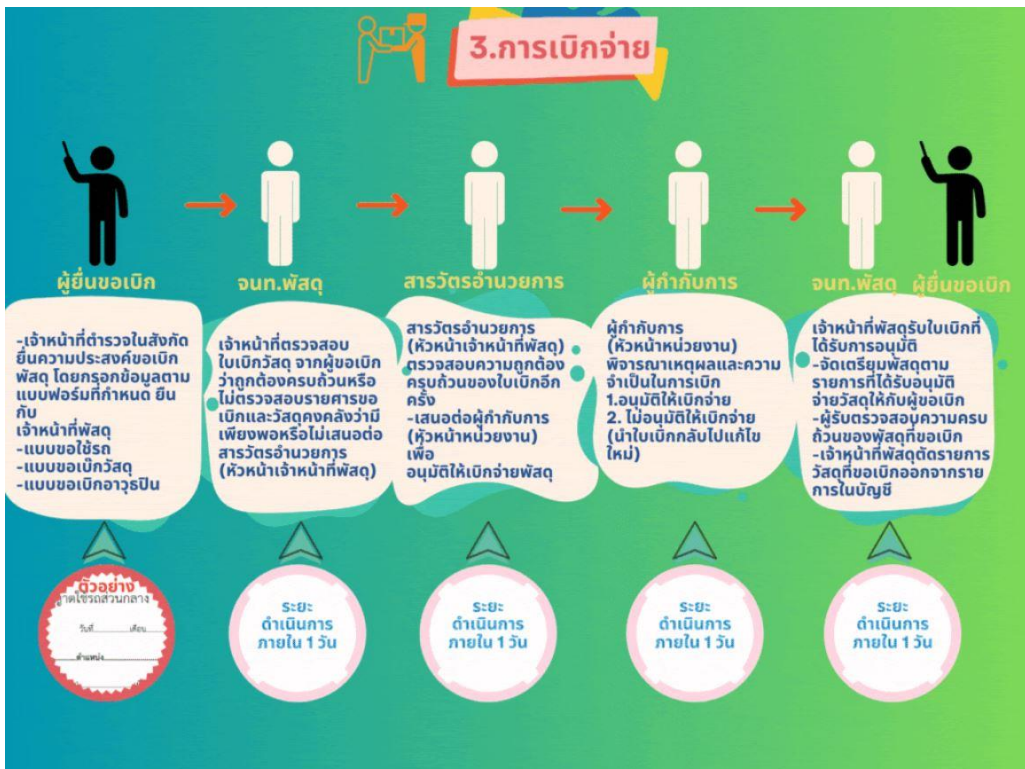 3.การเบิกจ่าย
ผู้ยื่นขอเบิก
-เจ้าหน้าที่ตำรวจในสังกัด
ยื่นความประสงค์ขอเบิก
พัสดุ โดยกรอกข้อมูลตาม
แบบฟอร์มที่กำหนด ยื่น
กับ
เจ้าหน้าที่พัสดุ
-แบบขอใช้รถ
-แบบขอเบิ๊กวัสดุ
-แบบขอเบิกอาวุธปืน
ตัวอย่าง
าตใช้รถส่วนกลาง
วันที่ เดือน
ตำแหน่ง
จนท.พัสดุ
เจ้าหน้าที่ตรวจสอบ
ใบเบิกวัสดุ จากผู้ขอเบิก
ว่าถูกต้องครบถ้วนหรือ
ไม่ตรวจสอบรายศารขอ
เบิกและวัสดุคงคลังว่ามี
เพียงพอหรือไม่เสนอต่อ
สารวัตรอำนวยการ
(หัวหน้าเจ้าหน้าที่พัสดุ)
ระยะ
ดำเนินการ
ภายใน 1 วัน
สารวัตรอำนวยการ
สารวัตรอำนวยการ
(หัวหน้าเจ้าหน้าที่พัสดุ)
ตรวจสอบความถูกต้อง
ครบถ้วนของใบเบิกอีก
ครั้ง
-เสนอต่อผู้กำกับการ
(หัวหน้าหน่วยงาน)
เพื่อ
อนุมัติให้เบิกจ่ายพัสดุ
ระยะ
ดำเนินการ
ภายใน 1 วัน
ผู้กำกับการ
ผู้กำกับการ
(หัวหน้าหน่วยงาน)
พิจารณาเหตุผลและความ
จำเป็นในการเบิก
1.อนุมัติให้เบิกจ่าย
2. ไม่อนุมัติให้เบิกจ่าย
(นำใบเบิกกลับไปแก้ไข
ใหม่)
ระยะ
ดำเนินการ
ภายใน 1 วัน
จนท.พัสดุ ผู้ยื่นขอเบิก
เจ้าหน้าที่พัสดุรับใบเบิกที่
ได้รับการอนุมัติ
-จัดเตรียมพัสดุตาม
รายการที่ได้รับอนุมัติ
จ่ายวัสดุให้กับผู้ขอเบิก
-ผู้รับตรวจสอบความครบ
ถ้วนของพัสดุที่ขอเบิก
-เจ้าหน้าที่พัสดุตัดรายการ
วัสดุที่ขอเบิกออกจากราย
การในบัญชี
ระยะ
ดำเนินการ
ภายใน 1 วัน